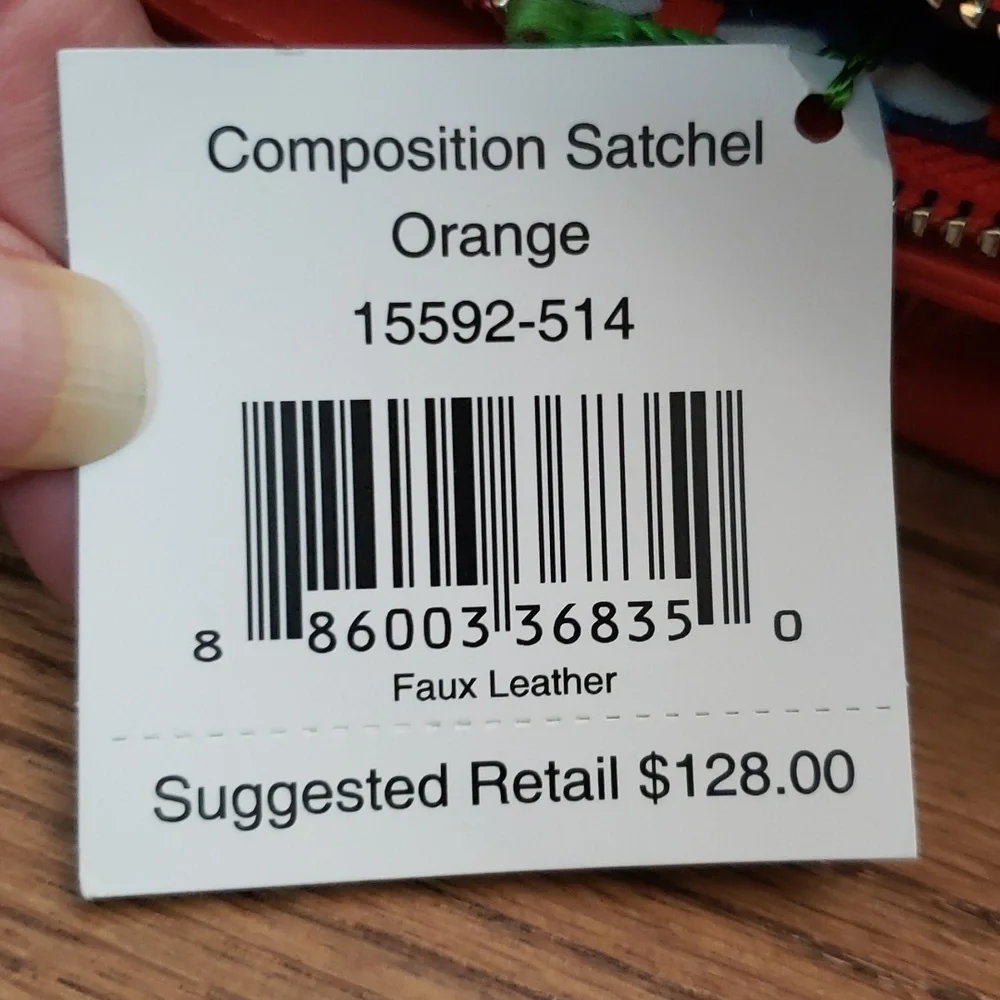 Composition Satchel
Orange
15592-514
8 86003 36835 0
Faux Leather
Suggested Retail $128.00